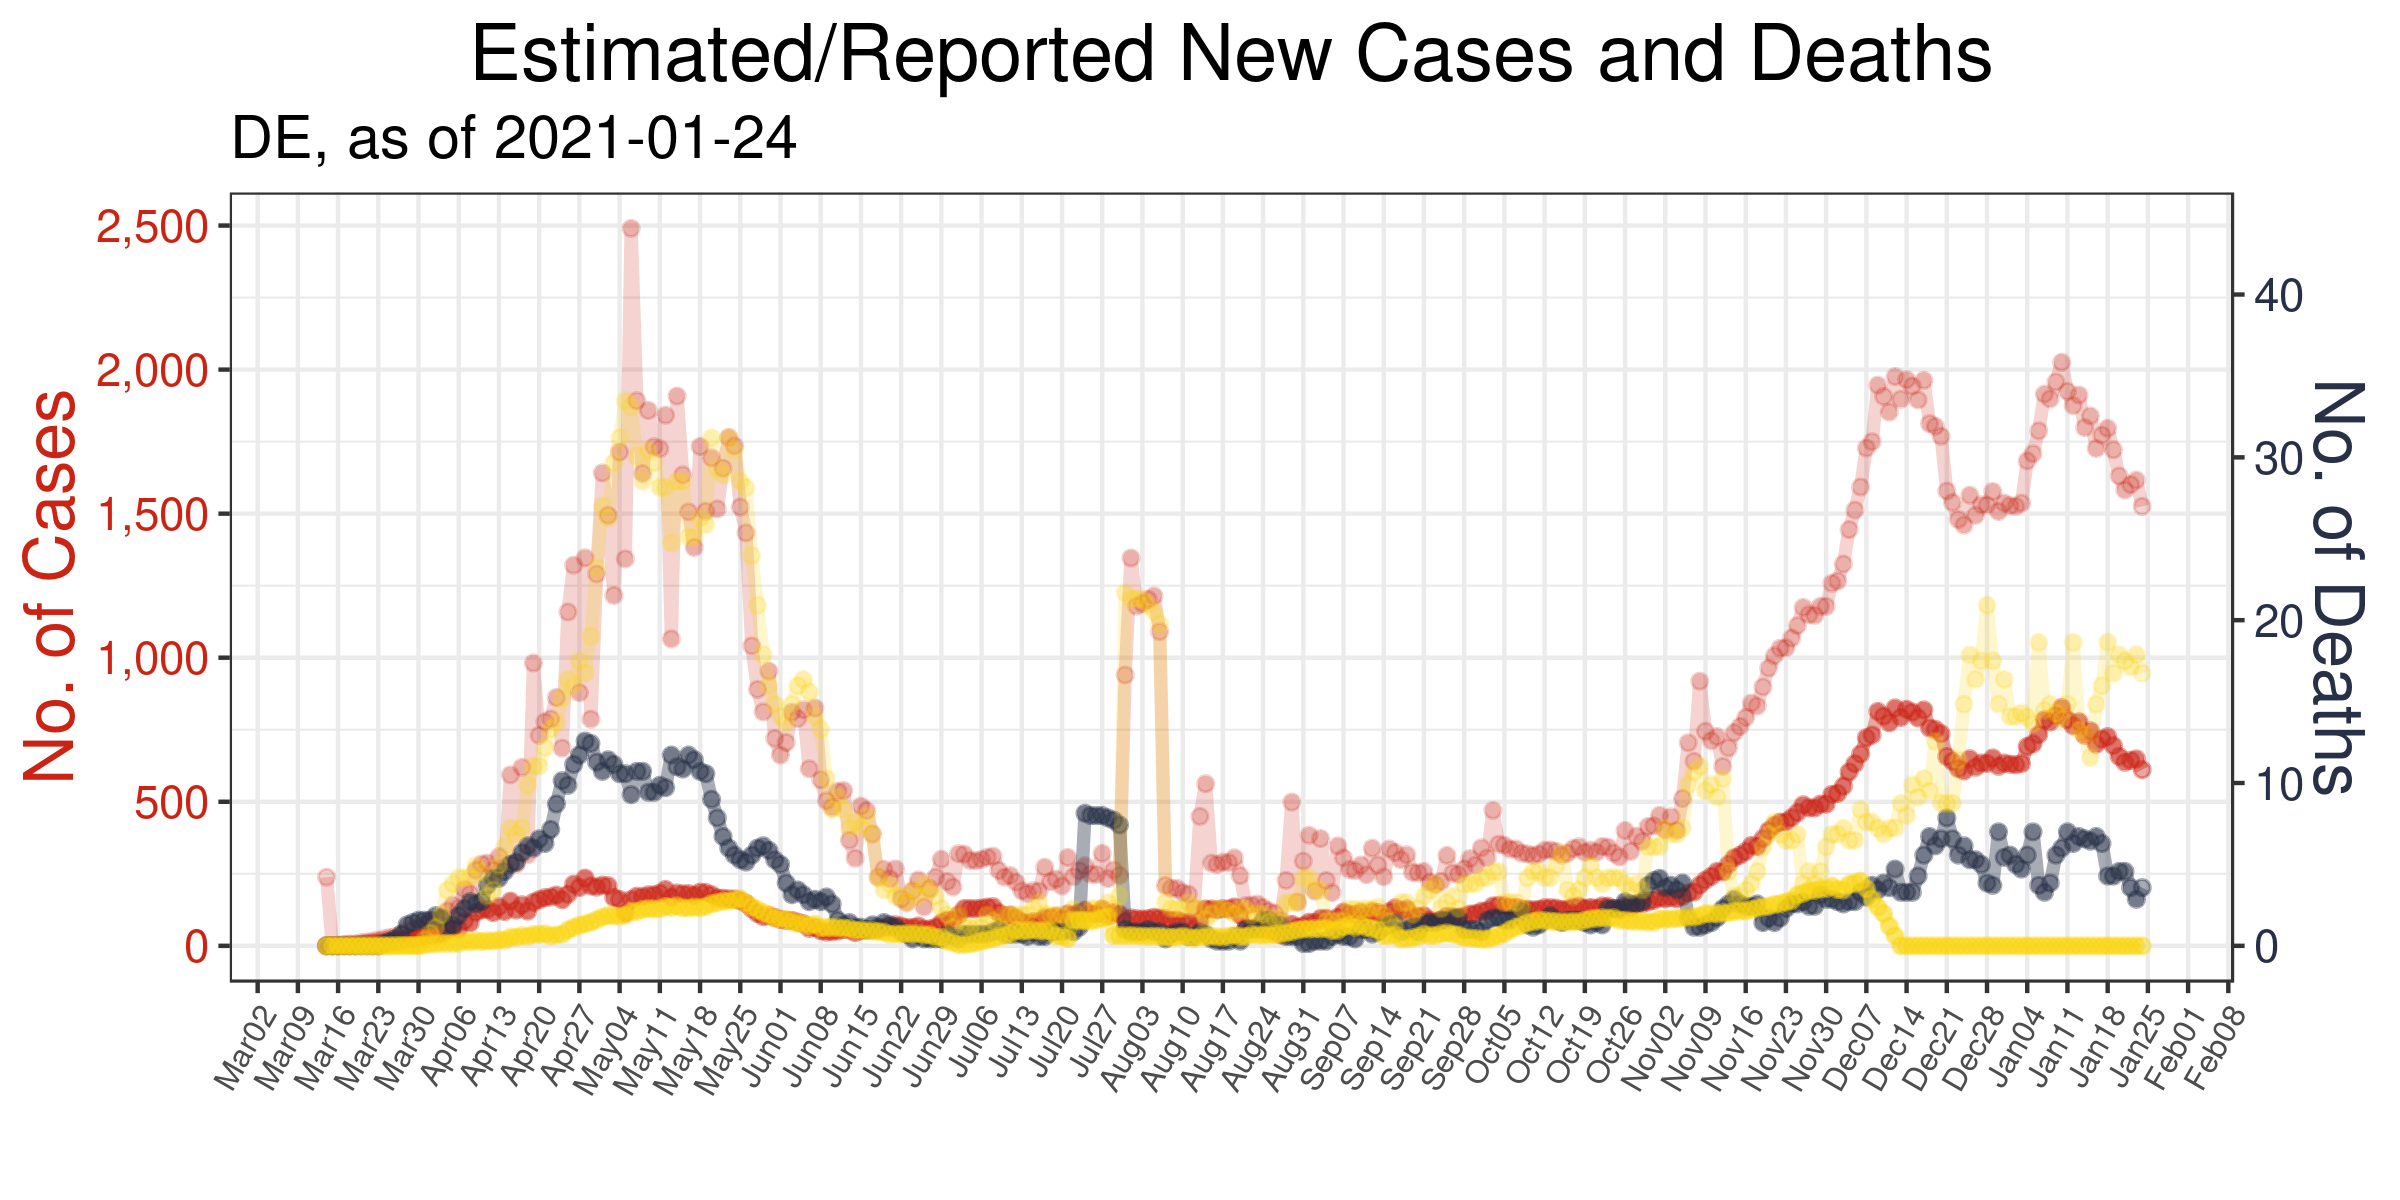 Estimated/Reported New Cases and Deaths
DE, as of 2021-01-24
No. of Cases
2,500
2,000
1,500
1,000
500
0
No. of Deaths
40
30
20
10
0
Mar02
Mar09
Mar16
Mar23
Mar30
Apr06
Apr13
Apr20
Apr27
May04
May11
May18
May25
Jun01
Jun08
Jun15
Jun22
Jun29
Jul06
Jul13
Jul20
Jul27
Aug03
Aug10
Aug17
Aug24
Aug31
Sep07
Sep14
Sep21
Sep28
Oct05
Oct12
Oct19
Oct26
Nov02
Nov09
Nov16
Nov23
Nov30
Dec07
Dec14
Dec21
Dec28
Jan04
Jan11
Jan18
Jan25
Feb01
Feb08